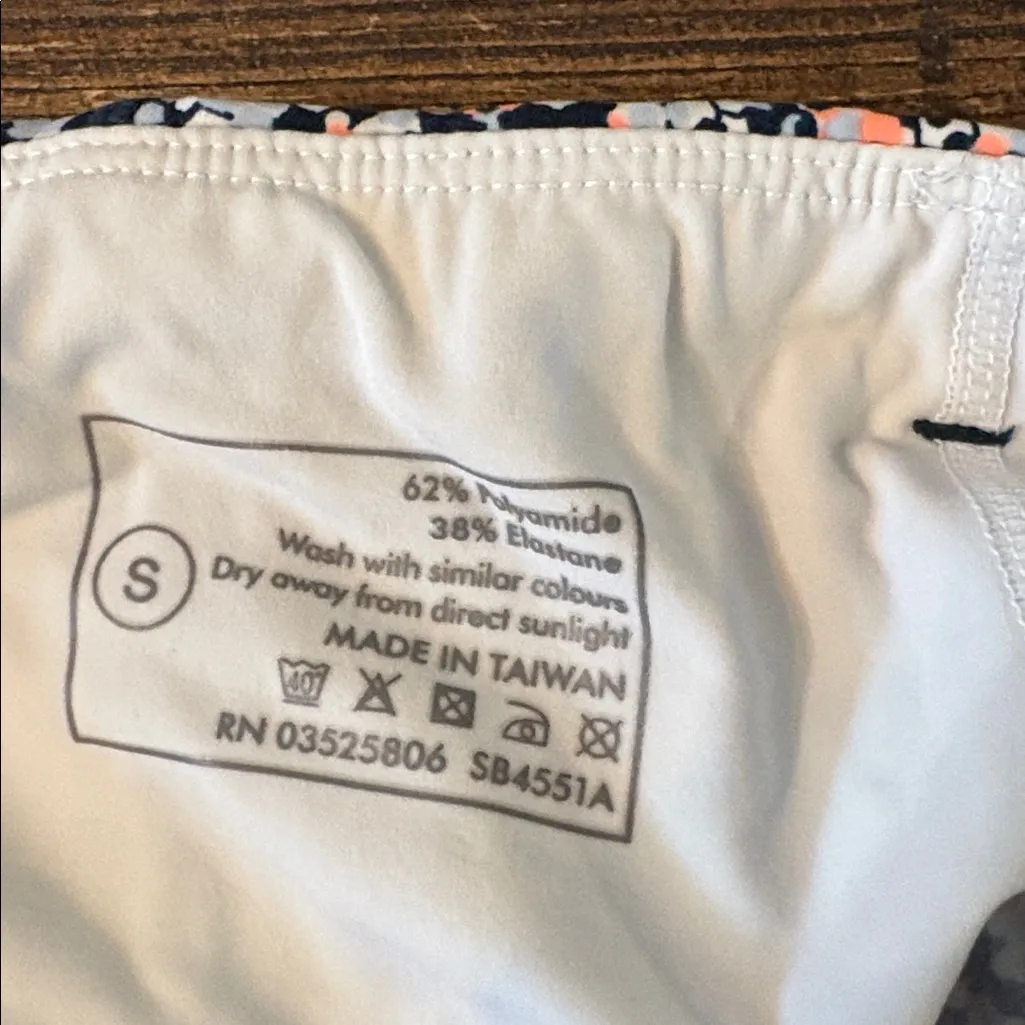 62% Polyamide
38% Elastane
Wash with similar colours
Dry away from direct sunlight
S
MADE IN TAIWAN
40
RN 03525806 SB4551A